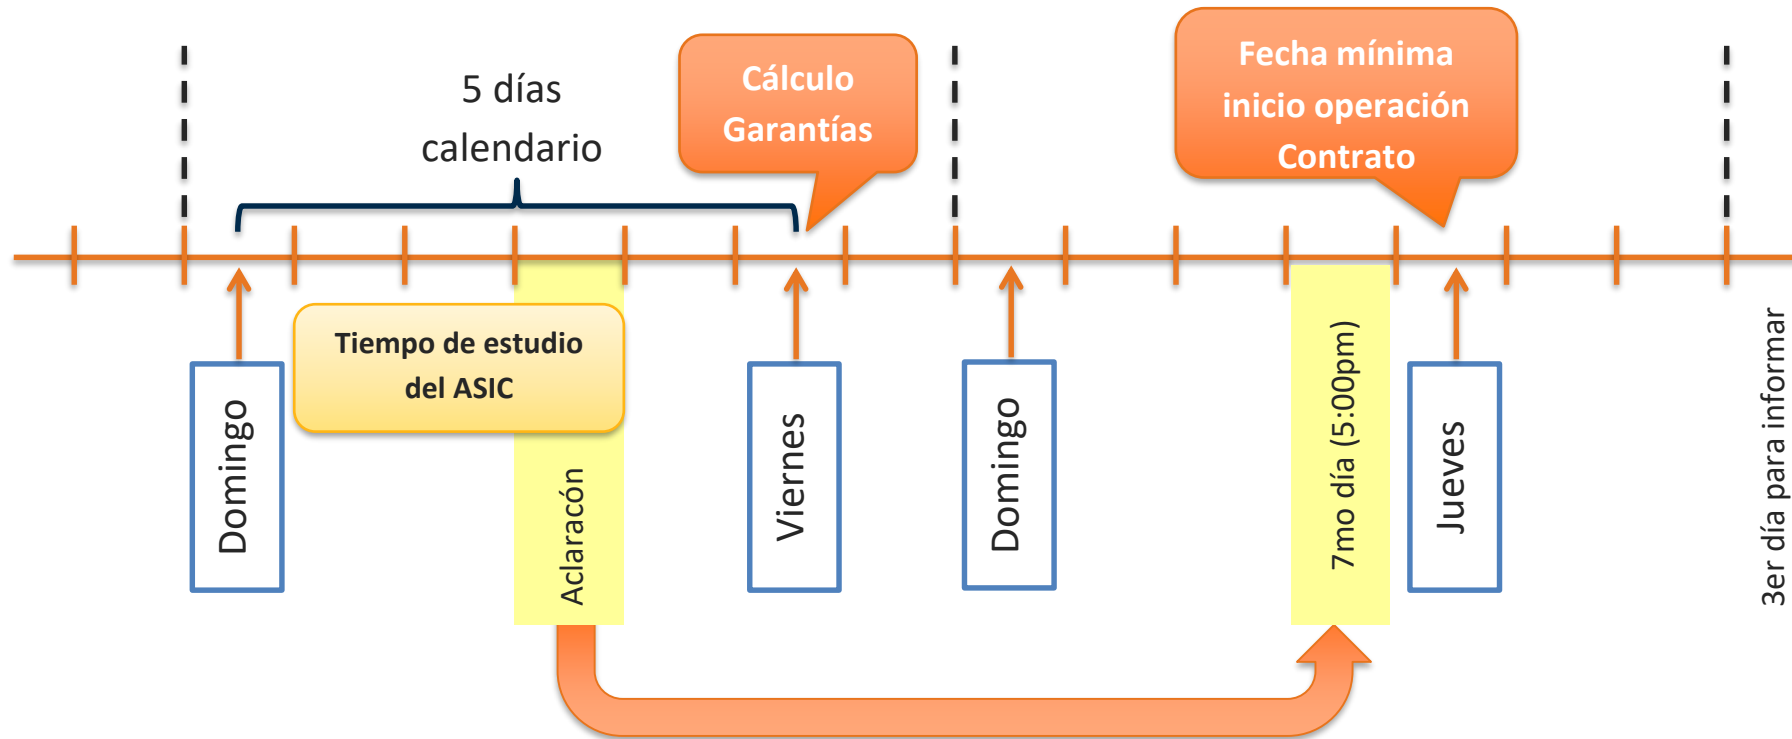 5 días
calendario
Cálculo
Garantías
Fecha mínima
inicio operación
Contrato
Tiempo de estudio
del ASIC
Domingo
Aclaracón
Viernes
Domingo
7mo día (5:00pm)
Jueves
3er día para informar